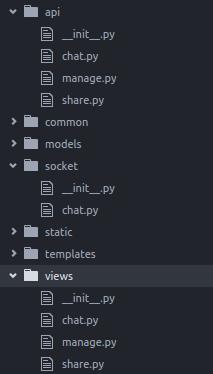 api
__init__.py
chat.py
manage.py
share.py
common
models
socket
__init__.py
chat.py
static
templates
views
__init__.py
chat.py
manage.py
share.py